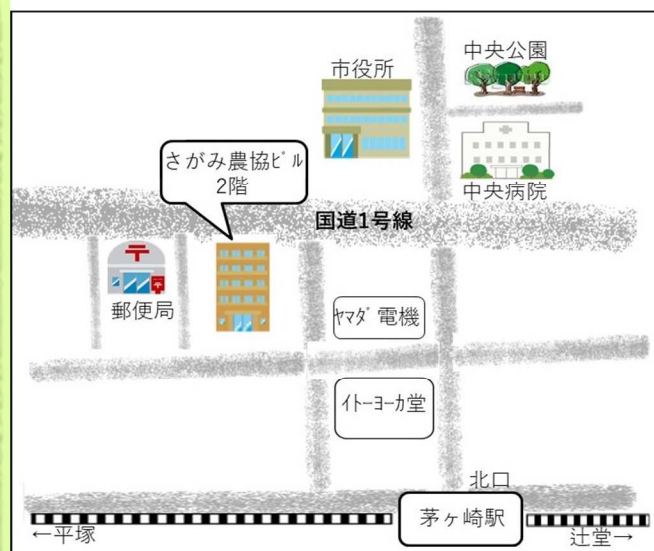 中央公園
市役所
さがみ農協ビル
2階
中央病院
国道1号線
郵便局
ヤマダ電機
イトーヨーカ堂
北口
茅ヶ崎駅
←平塚
辻堂→